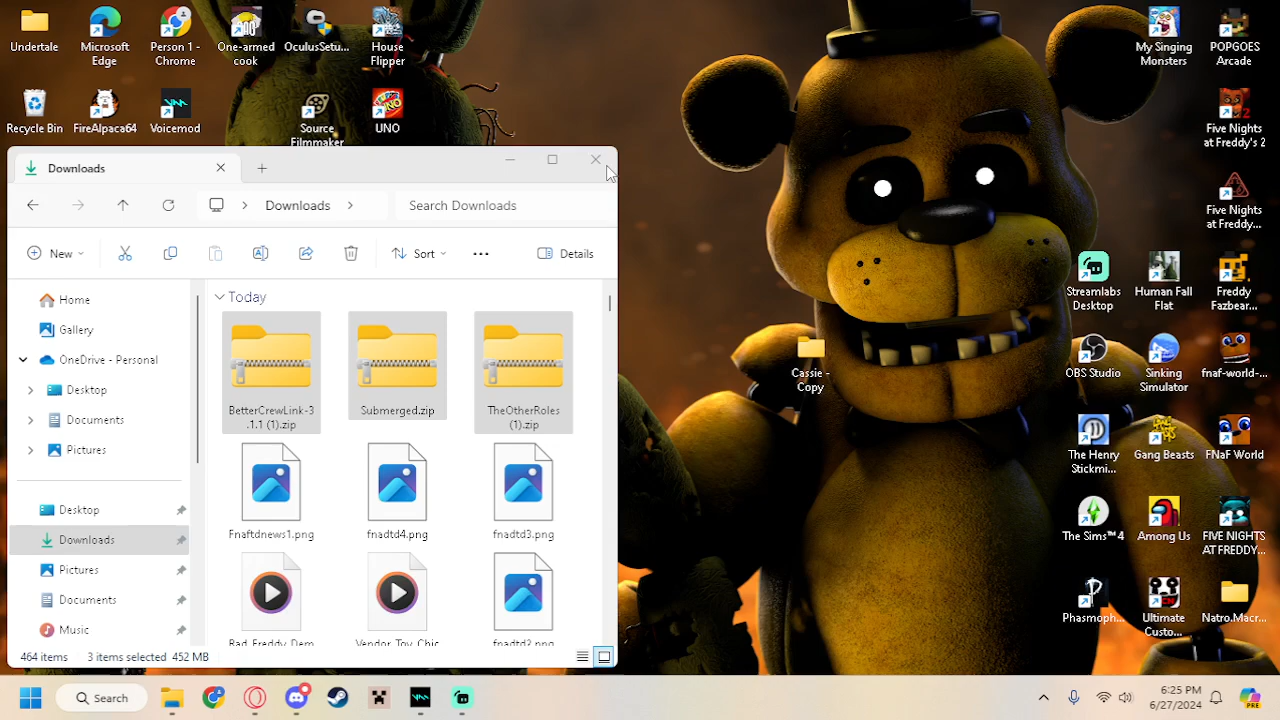 Undertale
Microsoft
Edge
Person 1 -
Chrome
One-armed
cook
OculusSetu...
House
Flipper
My Singing
Monsters
POPGOES
Arcade
Recycle Bin
FireAlpaca64
Voicemod
Source
Filmmaker
UNO
Five Nights
at Freddy's 2
Downloads
Downloads
Search Downloads
Five Nights
at Freddy...
New
Sort
Details
Home
Gallery
OneDrive - Personal
Desktop
Documents
Pictures
Desktop
Downloads
Pictures
Documents
Music
Today
BetterCrewLink-3
.1.1 (1).zip
Submerged.zip
TheOtherRoles
(1).zip
Fnaftdnews1.png
fnadtd4.png
fnadtd3.png
Bad_Freddy_Dem
Vendor_Toy_Chic
fnadtd2.png
464 items
3 items selected 452 MB
Cassie -
Copy
Streamlabs
Desktop
Human Fall
Flat
Freddy
Fazbear...
OBS Studio
Sinking
Simulator
fnaf-world-...
The Henry
Stickmi...
Gang Beasts
FNaF World
The Sims™ 4
Among Us
FIVE NIGHTS
AT FREDDY...
Phasmoph...
Ultimate
Custo...
Natro.Macr...
Search
6:25 PM
6/27/2024
PRE